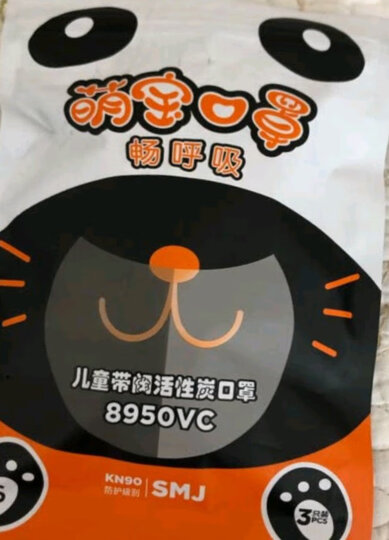 萌宝口罩
畅呼吸
儿童带阀活性炭口罩
8950VC
KN90
防护级别
SMJ
S
3只装
PCS